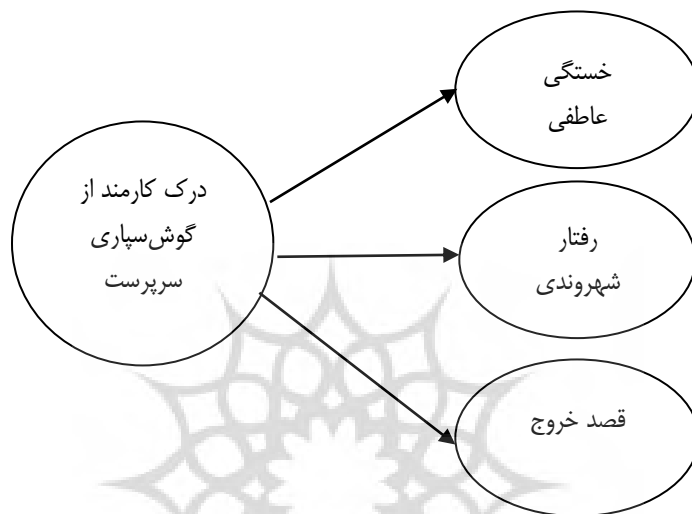 خستگی
عاطفی
درک کارمند از
گوش‌سپاری
سرپرست
رفتار
شهروندی
قصد خروج